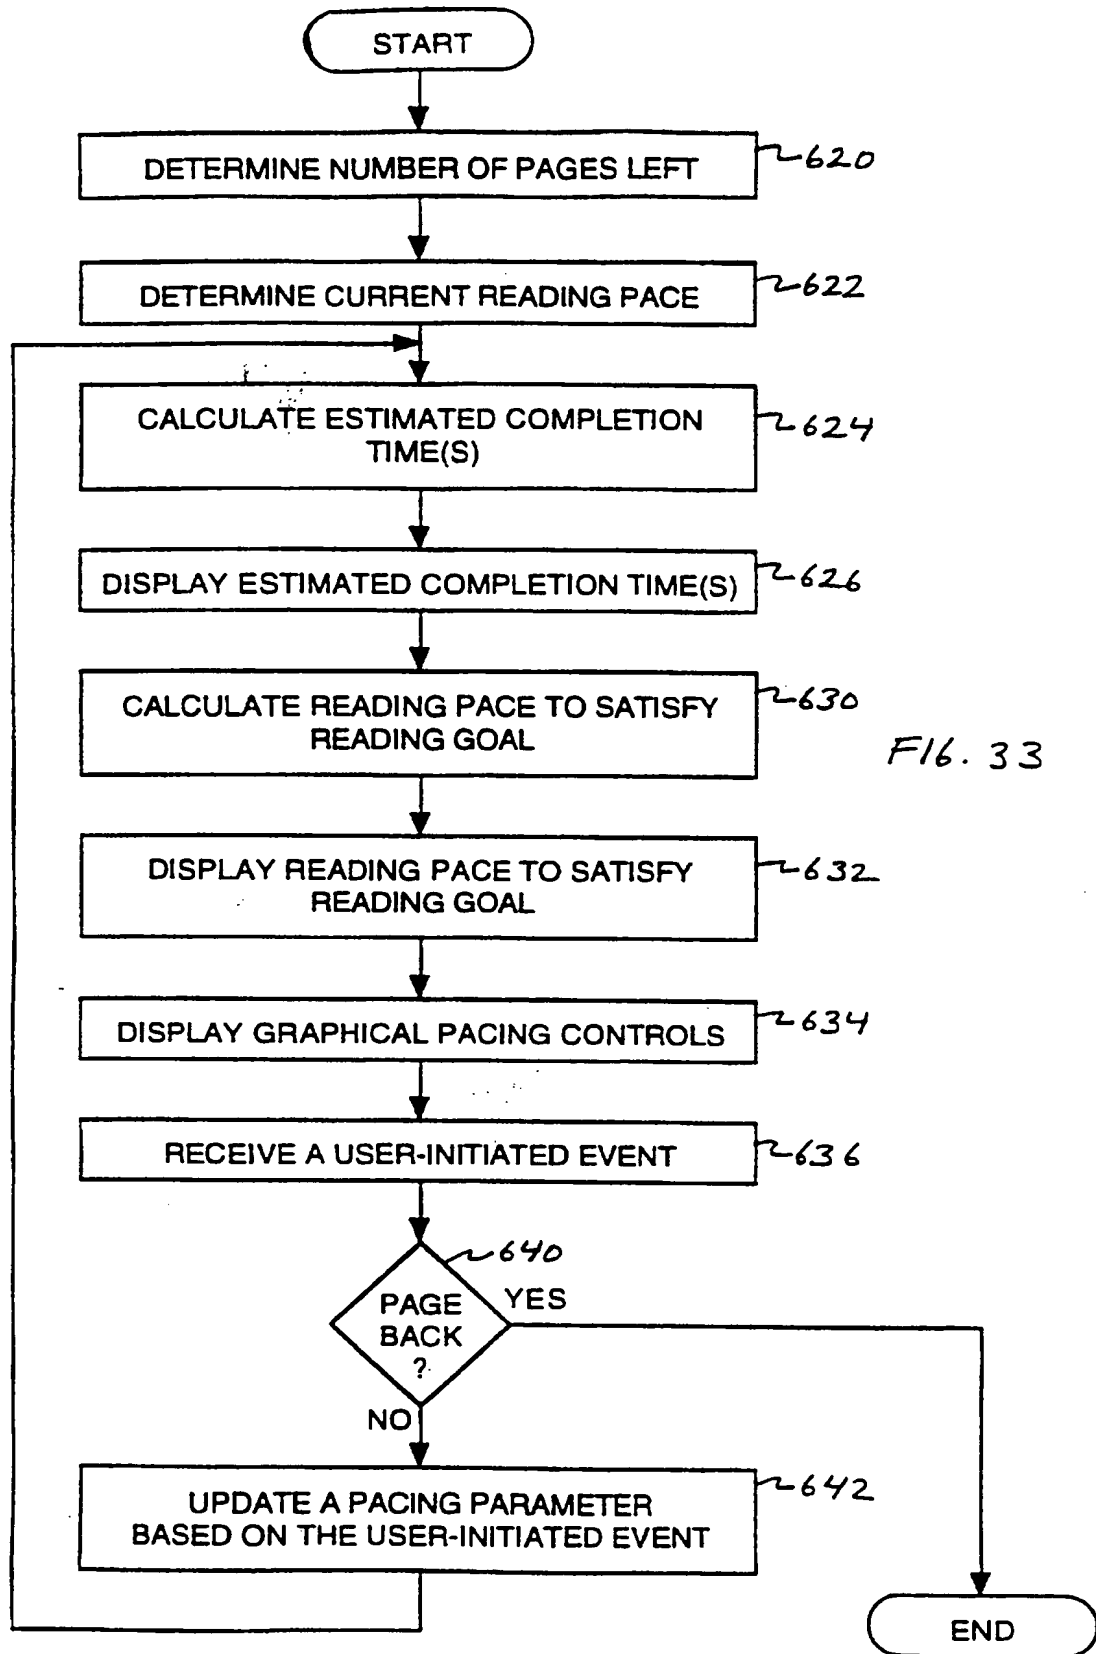 START
DETERMINE NUMBER OF PAGES LEFT
620
DETERMINE CURRENT READING PACE
622
CALCULATE ESTIMATED COMPLETION
TIME(S)
624
DISPLAY ESTIMATED COMPLETION TIME(S)
626
CALCULATE READING PACE TO SATISFY
READING GOAL
630
FIG. 33
DISPLAY READING PACE TO SATISFY
READING GOAL
632
DISPLAY GRAPHICAL PACING CONTROLS
634
RECEIVE A USER-INITIATED EVENT
636
640
PAGE
BACK
?
YES
NO
UPDATE A PACING PARAMETER
BASED ON THE USER-INITIATED EVENT
642
END